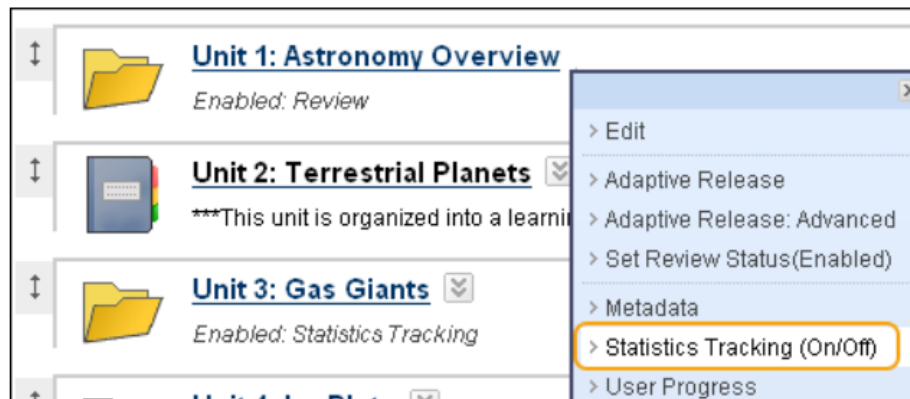 Unit 1: Astronomy Overview
Enabled: Review
Unit 2: Terrestrial Planets
***This unit is organized into a
Unit 3: Gas Giants
Enabled: Statistics Tracking
> Edit
> Adaptive Release
> Adaptive Release: Advanced
> Set Review Status(Enabled)
> Metadata
> Statistics Tracking (On/Off)
> User Progress